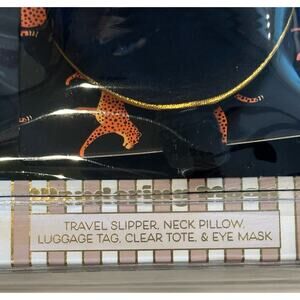 TRAVEL SLIPPER, NECK PILLOW,
LUGGAGE TAG, CLEAR TOTE, & EYE MASK